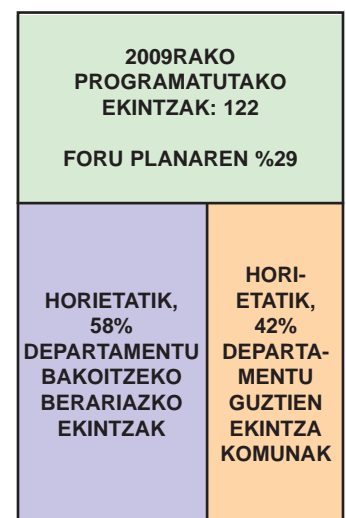 2009RAKO
PROGRAMATUTAKO
EKINTZAK: 122
FORU PLANAREN %29
HORIETATIK,
58%
DEPARTAMENTU
BAKOITZEKO
BERARIAZKO
EKINTZAK
HORI-
ETATIK,
42%
DEPARTA-
MENTU
GUZTIEN
EKINTZA
KOMUNAK